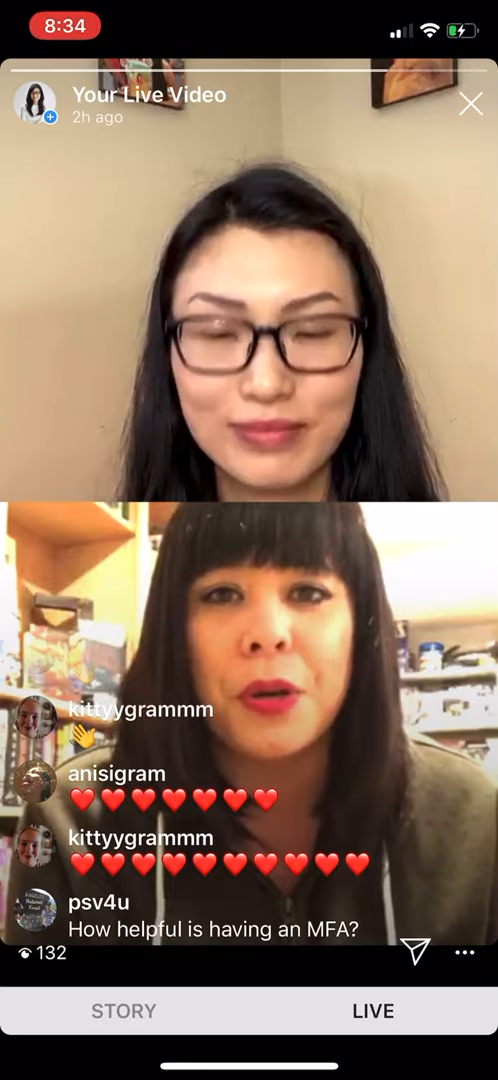 8:34
Your Live Video
2h ago
kittyygrammm
👋
anisigram
❤️❤️❤️❤️❤️❤️❤️
kittyygrammm
❤️❤️❤️❤️❤️❤️❤️❤️❤️❤️
psv4u
How helpful is having an MFA?
132
STORY
LIVE